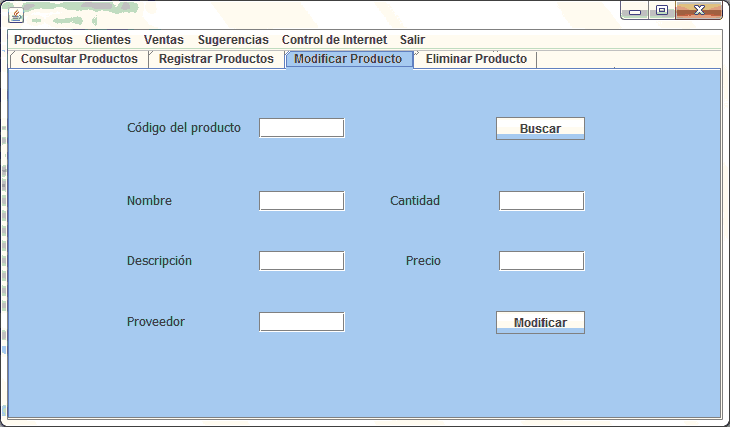 Productos Clientes Ventas Sugerencias Control de Internet Salir
Consultar Productos Registrar Productos Modificar Producto Eliminar Producto
Código del producto Buscar
Nombre Cantidad
Descripción Precio
Proveedor Modificar